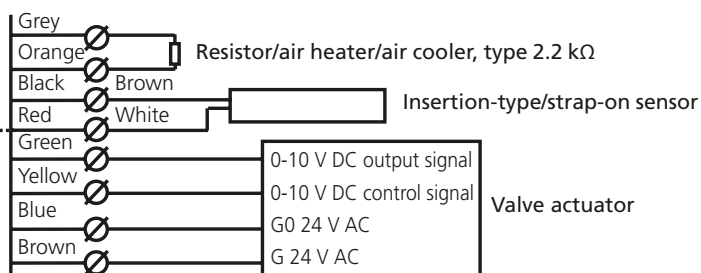 Grey
Orange Resistor/air heater/air cooler, type 2.2 kΩ
Black Brown
Insertion-type/strap-on sensor
Red White
Green
0-10 V DC output signal
Yellow
0-10 V DC control signal
Valve actuator
Blue
G0 24 V AC
Brown
G 24 V AC